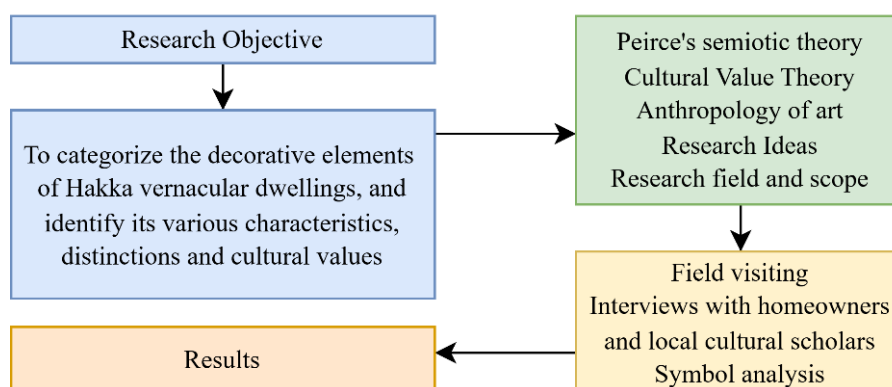 Research Objective
To categorize the decorative elements
of Hakka vernacular dwellings, and
identify its various characteristics,
distinctions and cultural values
Peirce's semiotic theory
Cultural Value Theory
Anthropology of art
Research Ideas
Research field and scope
Field visiting
Interviews with homeowners
and local cultural scholars
Symbol analysis
Results